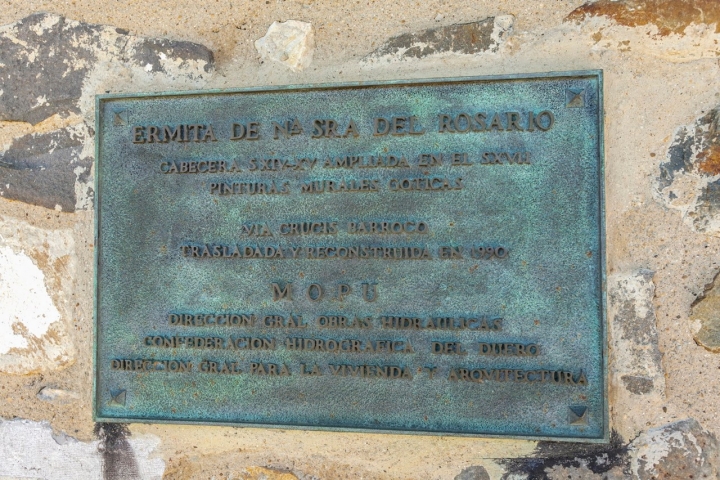 ERMITA DE Nª SRA DEL ROSARIO
CABECERA S.XIV-XV AMPLIADA EN EL S.XVII
PINTURAS MURALES GOTICAS
VIA CRUCIS BARROCO
TRASLADADA Y RECONSTRUIDA EN 1990
MOPU
DIRECCION GRAL OBRAS HIDRAULICAS
CONFEDERACION HIDROGRAFICA DEL DUERO
DIRECCION GRAL PARA LA VIVIENDA Y ARQUITECTURA